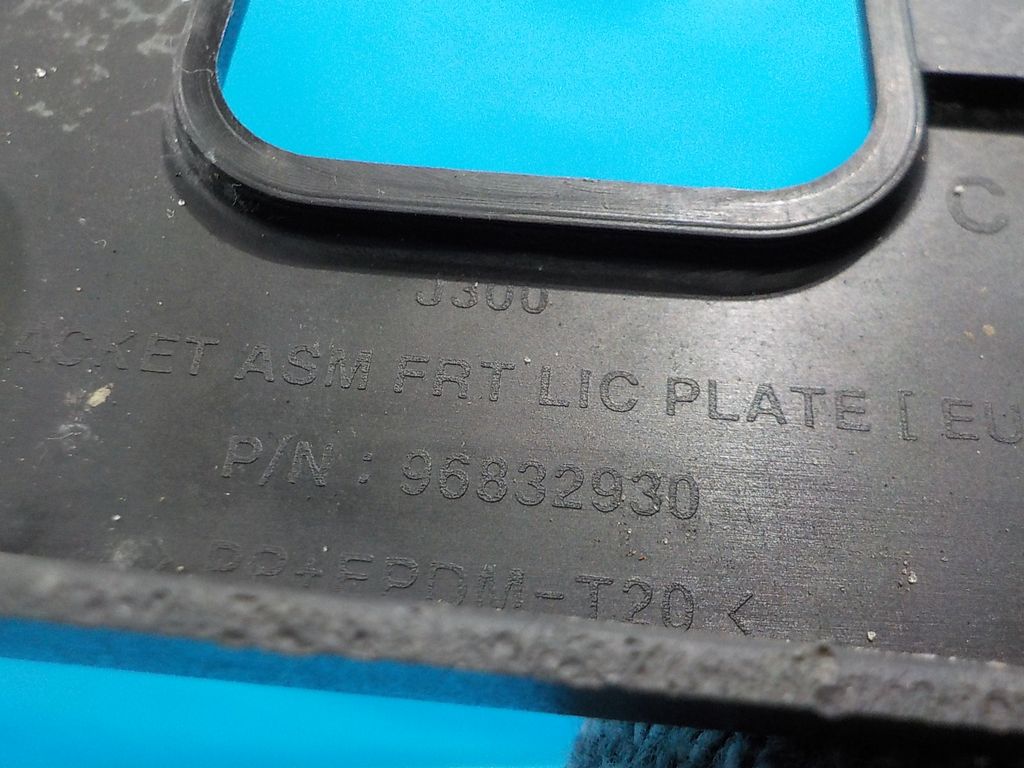 C
J300
ACKET ASM FRT LIC PLATE [ EU
P/N : 96832930
> PP+EPDM-T20 <